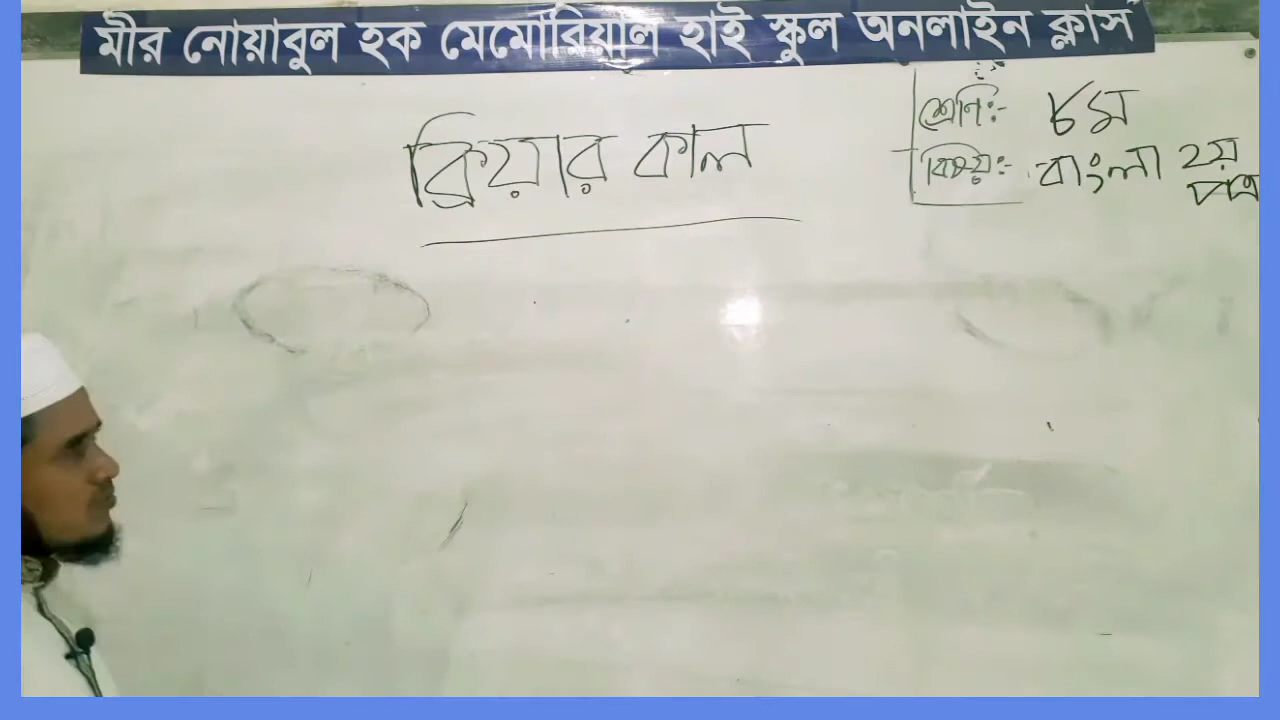 মীর নোয়াবুল হক মেমোরিয়াল হাই স্কুল অনলাইন ক্লাস
ক্রিয়ার কাল
শ্রেণি:- ৮ম
বিষয়:- বাংলা ২য় পত্র